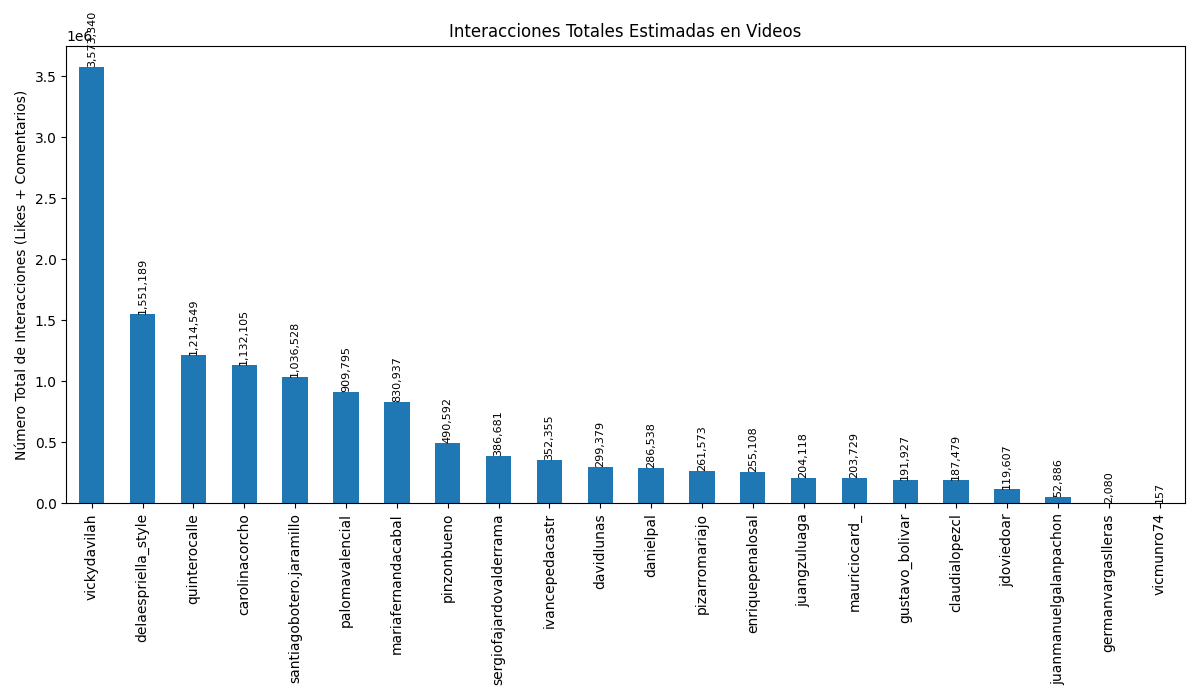 Interacciones Totales Estimadas en Videos
1e6
Número Total de Interacciones (Likes + Comentarios)
3.5
3.0
2.5
2.0
1.5
1.0
0.5
0.0
3,573,340
1,551,189
1,214,549
1,132,105
1,036,528
909,795
830,937
490,592
386,681
352,355
299,379
286,538
261,573
255,108
204,118
203,729
191,927
187,479
119,607
52,886
2,080
157
vickydavilah
delaespriella_style
quinterocalle
carolinacorcho
santiagobotero.jaramillo
palomavalencial
mariafernandacabal
pinzonbueno
sergiofajardovalderrama
ivancepedacastr
davidlunas
danielpal
pizarromariajo
enriquepenalosal
juangzuluaga
mauriciocard_
gustavo_bolivar
claudialopezcl
jdoviedoar
juanmanuelgalanpachon
germanvargaslleras
vicmunro74